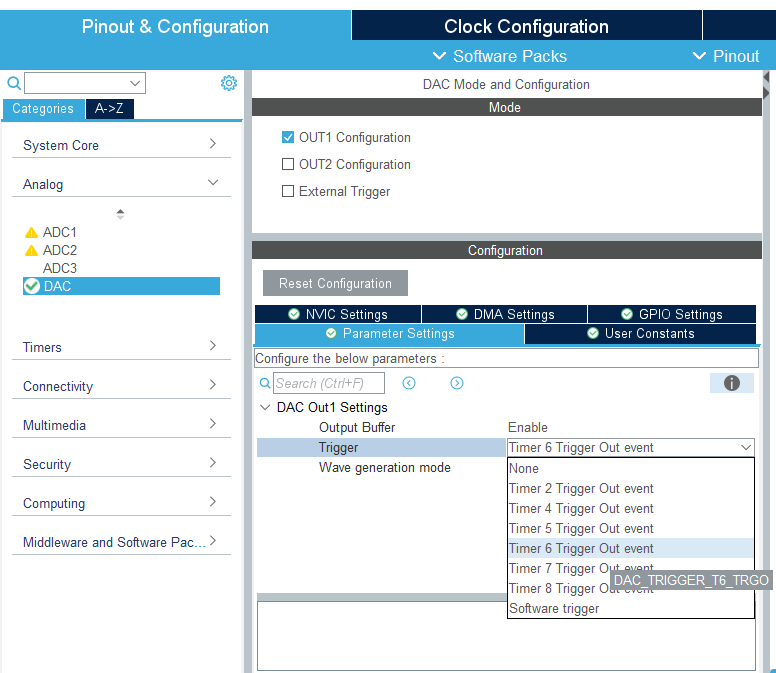 Pinout & Configuration
Clock Configuration
Software Packs
Pinout
Categories
A->Z
System Core
Analog
ADC1
ADC2
ADC3
DAC
Timers
Connectivity
Multimedia
Security
Computing
Middleware and Software Pac...
DAC Mode and Configuration
Mode
OUT1 Configuration
OUT2 Configuration
External Trigger
Configuration
Reset Configuration
NVIC Settings
DMA Settings
GPIO Settings
Parameter Settings
User Constants
Configure the below parameters :
Search (Ctrl+F)
DAC Out1 Settings
Output Buffer Enable
Trigger Timer 6 Trigger Out event
Wave generation mode
None
Timer 2 Trigger Out event
Timer 4 Trigger Out event
Timer 5 Trigger Out event
Timer 6 Trigger Out event
Timer 7 Trigger Out event
DAC_TRIGGER_T6_TRGO
Timer 8 Trigger Out event
Software trigger